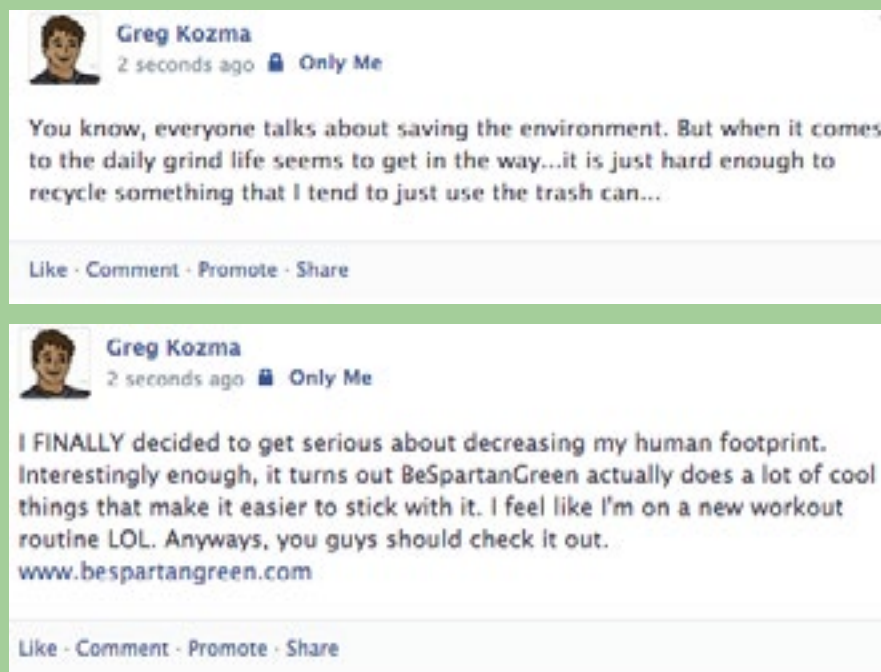 Greg Kozma
2 seconds ago Only Me
You know, everyone talks about saving the environment. But when it comes
to the daily grind life seems to get in the way...it is just hard enough to
recycle something that I tend to just use the trash can...
Like · Comment · Promote · Share
Greg Kozma
2 seconds ago Only Me
I FINALLY decided to get serious about decreasing my human footprint.
Interestingly enough, it turns out BeSpartanGreen actually does a lot of cool
things that make it easier to stick with it. I feel like I'm on a new workout
routine LOL. Anyways, you guys should check it out.
www.bespartangreen.com
Like · Comment · Promote · Share